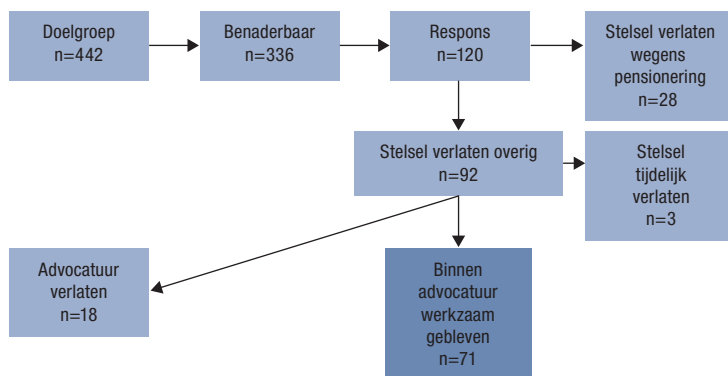 Doelgroep
n=442
Benaderbaar
n=336
Respons
n=120
Stelsel verlaten
wegens
pensionering
n=28
Stelsel verlaten overig
n=92
Stelsel
tijdelijk
verlaten
n=3
Advocatuur
verlaten
n=18
Binnen
advocatuur
werkzaam
gebleven
n=71